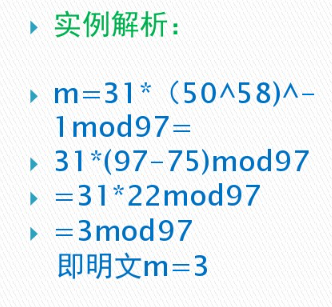 实例解析：
m=31*（50^58)^-
1mod97=
31*(97-75)mod97
=31*22mod97
=3mod97
即明文m=3